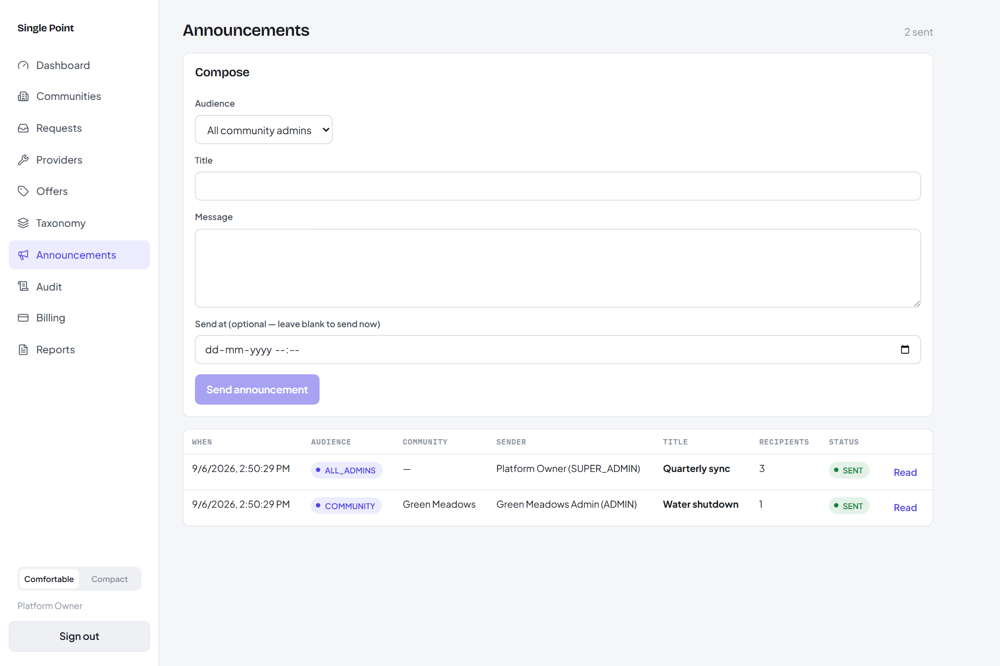 Single Point
Dashboard
Communities
Requests
Providers
Offers
Taxonomy
Announcements
Audit
Billing
Reports
Comfortable Compact
Platform Owner
Sign out
Announcements
2 sent
Compose
Audience
All community admins
Title
Message
Send at (optional — leave blank to send now)
dd-mm-yyyy --:--
Send announcement
WHEN AUDIENCE COMMUNITY SENDER TITLE RECIPIENTS STATUS
9/6/2026, 2:50:29 PM ALL_ADMINS — Platform Owner (SUPER_ADMIN) Quarterly sync 3 SENT Read
9/6/2026, 2:50:29 PM COMMUNITY Green Meadows Green Meadows Admin (ADMIN) Water shutdown 1 SENT Read